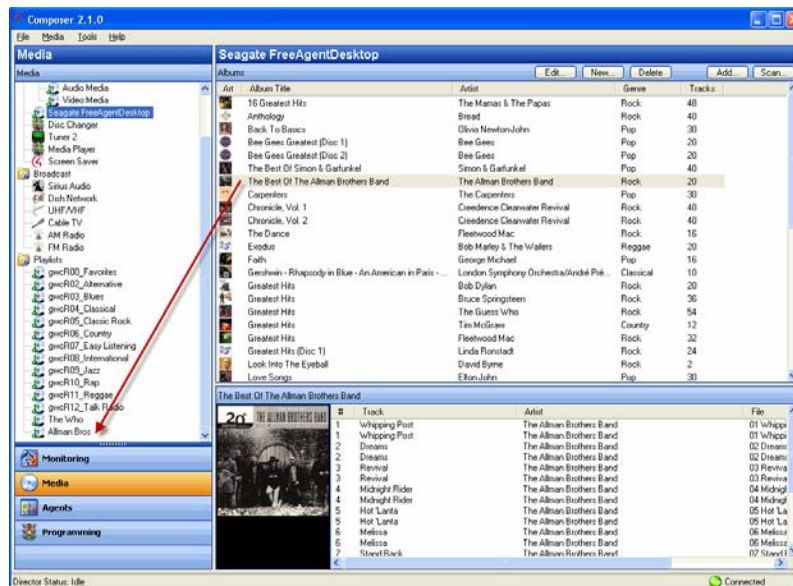 Composer 2.1.0
File Media Tools Help
Media
Media
Audio Media
Video Media
Seagate FreeAgentDesktop
Disc Changer
Tuner 2
Media Player
Screen Saver
Broadcast
Sirius Audio
Dish Network
UHF/VHF
Cable TV
AM Radio
FM Radio
Playlists
gwcR00_Favorites
gwcR02_Alternative
gwcR03_Blues
gwcR04_Classical
gwcR05_Classic Rock
gwcR06_Country
gwcR07_Easy Listening
gwcR08_International
gwcR09_Jazz
gwcR10_Rap
gwcR11_Reggae
gwcR12_Talk Radio
The Who
Allman Bros
Monitoring
Media
Agents
Programming
Seagate FreeAgentDesktop
Albums Edit... New... Delete Add... Scan...
Art Album Title Artist Genre Tracks
16 Greatest Hits The Mamas & The Papas Rock 48
Anthology Bread Rock 40
Back To Basics Olivia Newton-John Pop 30
Bee Gees Greatest (Disc 1) Bee Gees Pop 20
Bee Gees Greatest (Disc 2) Bee Gees Pop 20
The Best Of Simon & Garfunkel Simon & Garfunkel Pop 40
The Best Of The Allman Brothers Band The Allman Brothers Band Rock 20
Carpenters The Carpenters Pop 30
Chronicle, Vol. 1 Creedence Clearwater Revival Rock 40
Chronicle, Vol. 2 Creedence Clearwater Revival Rock 40
The Dance Fleetwood Mac Rock 16
Exodus Bob Marley & The Wailers Reggae 20
Faith George Michael Pop 16
Gershwin - Rhapsody in Blue - An American in Paris - ... London Symphony Orchestra/André Pré... Classical 10
Greatest Hits Bob Dylan Rock 20
Greatest Hits Bruce Springsteen Rock 36
Greatest Hits The Guess Who Rock 54
Greatest Hits Tim McGraw Country 12
Greatest Hits Fleetwood Mac Rock 32
Greatest Hits (Disc 1) Linda Ronstadt Rock 24
Look Into The Eyeball David Byrne Rock 2
Love Songs Elton John Pop 30
The Best Of The Allman Brothers Band
20 THE ALLMAN BROTHERS BAND
# Track Artist File
1 Whipping Post The Allman Brothers Band 01 Whippi
1 Whipping Post The Allman Brothers Band 01 Whippi
2 Dreams The Allman Brothers Band 02 Dreams
2 Dreams The Allman Brothers Band 02 Dreams
3 Revival The Allman Brothers Band 03 Reviva
3 Revival The Allman Brothers Band 03 Reviva
4 Midnight Rider The Allman Brothers Band 04 Midnigl
4 Midnight Rider The Allman Brothers Band 04 Midnigl
5 Hot 'Lanta The Allman Brothers Band 05 Hot 'La
5 Hot 'Lanta The Allman Brothers Band 05 Hot 'La
6 Melissa The Allman Brothers Band 06 Melissa
6 Melissa The Allman Brothers Band 06 Melissa
7 Stand Back The Allman Brothers Band 07 Stand
Director Status: Idle
Connected